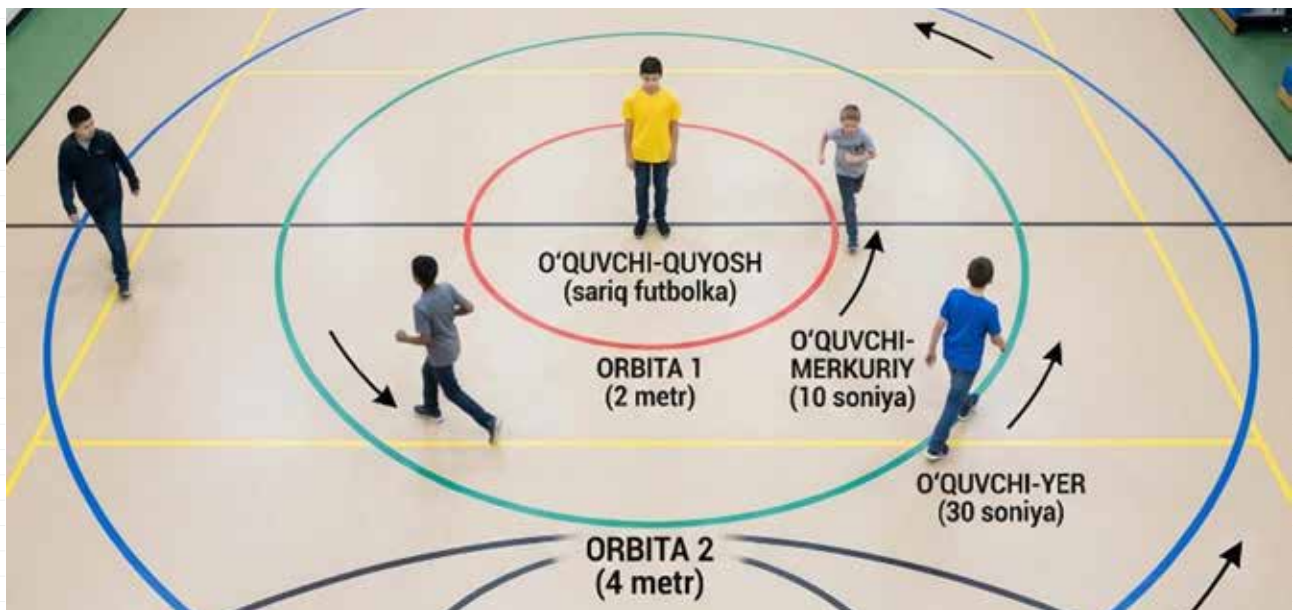 O‘QUVCHI-QUYOSH
(sariq futbolka)
ORBITA 1
(2 metr)
O‘QUVCHI-
MERKURIY
(10 soniya)
O‘QUVCHI-YER
(30 soniya)
ORBITA 2
(4 metr)